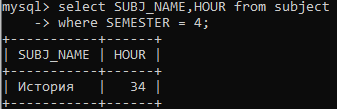 mysql> select SUBJ_NAME,HOUR from subject
    -> where SEMESTER = 4;
+-----------+------+
| SUBJ_NAME | HOUR |
+-----------+------+
| История   |   34 |
+-----------+------+